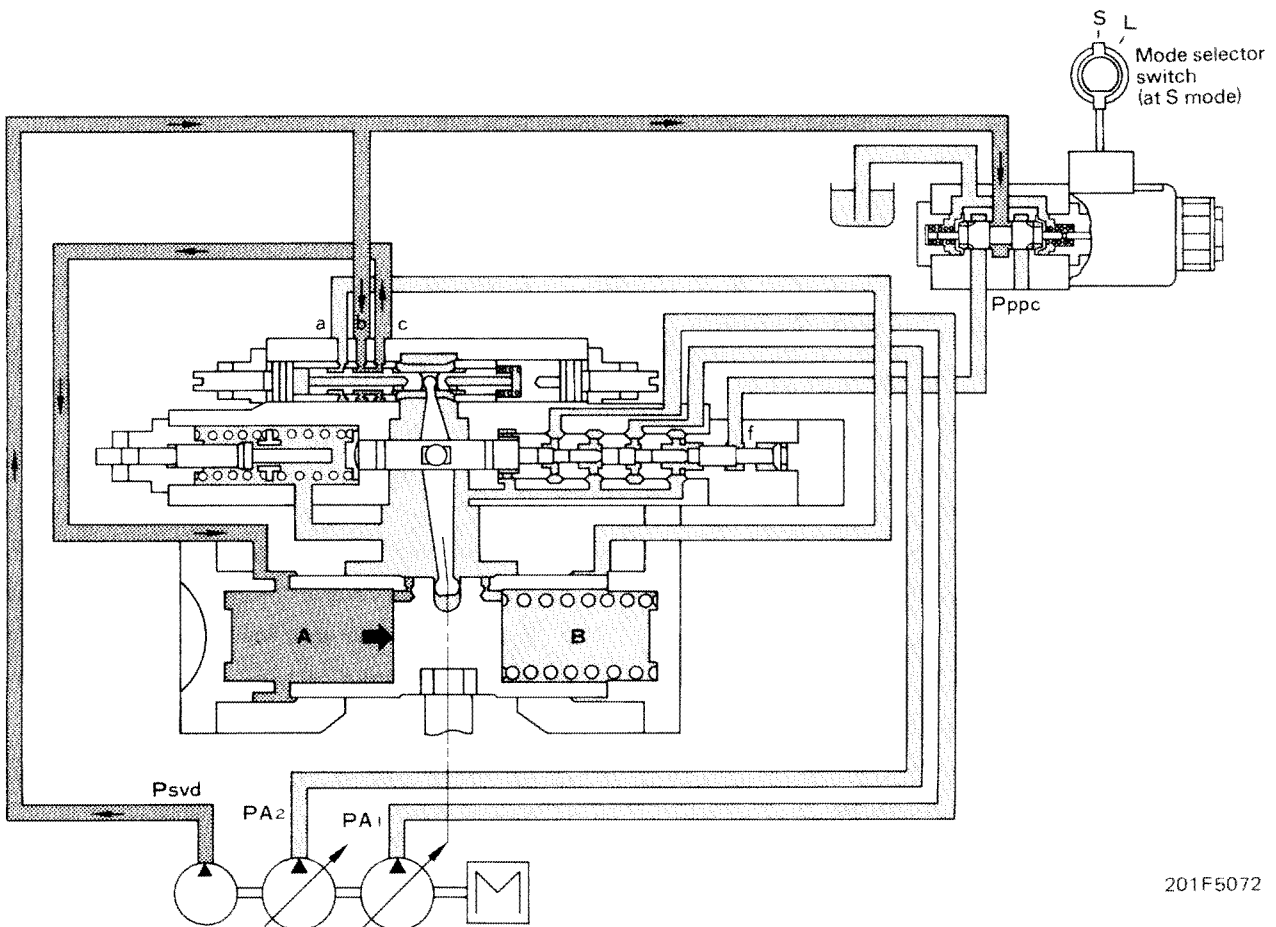 S L
Mode selector
switch
(at S mode)
Pppc
a b c
f
A B
Psvd
PA2
PA1
M
201F5072